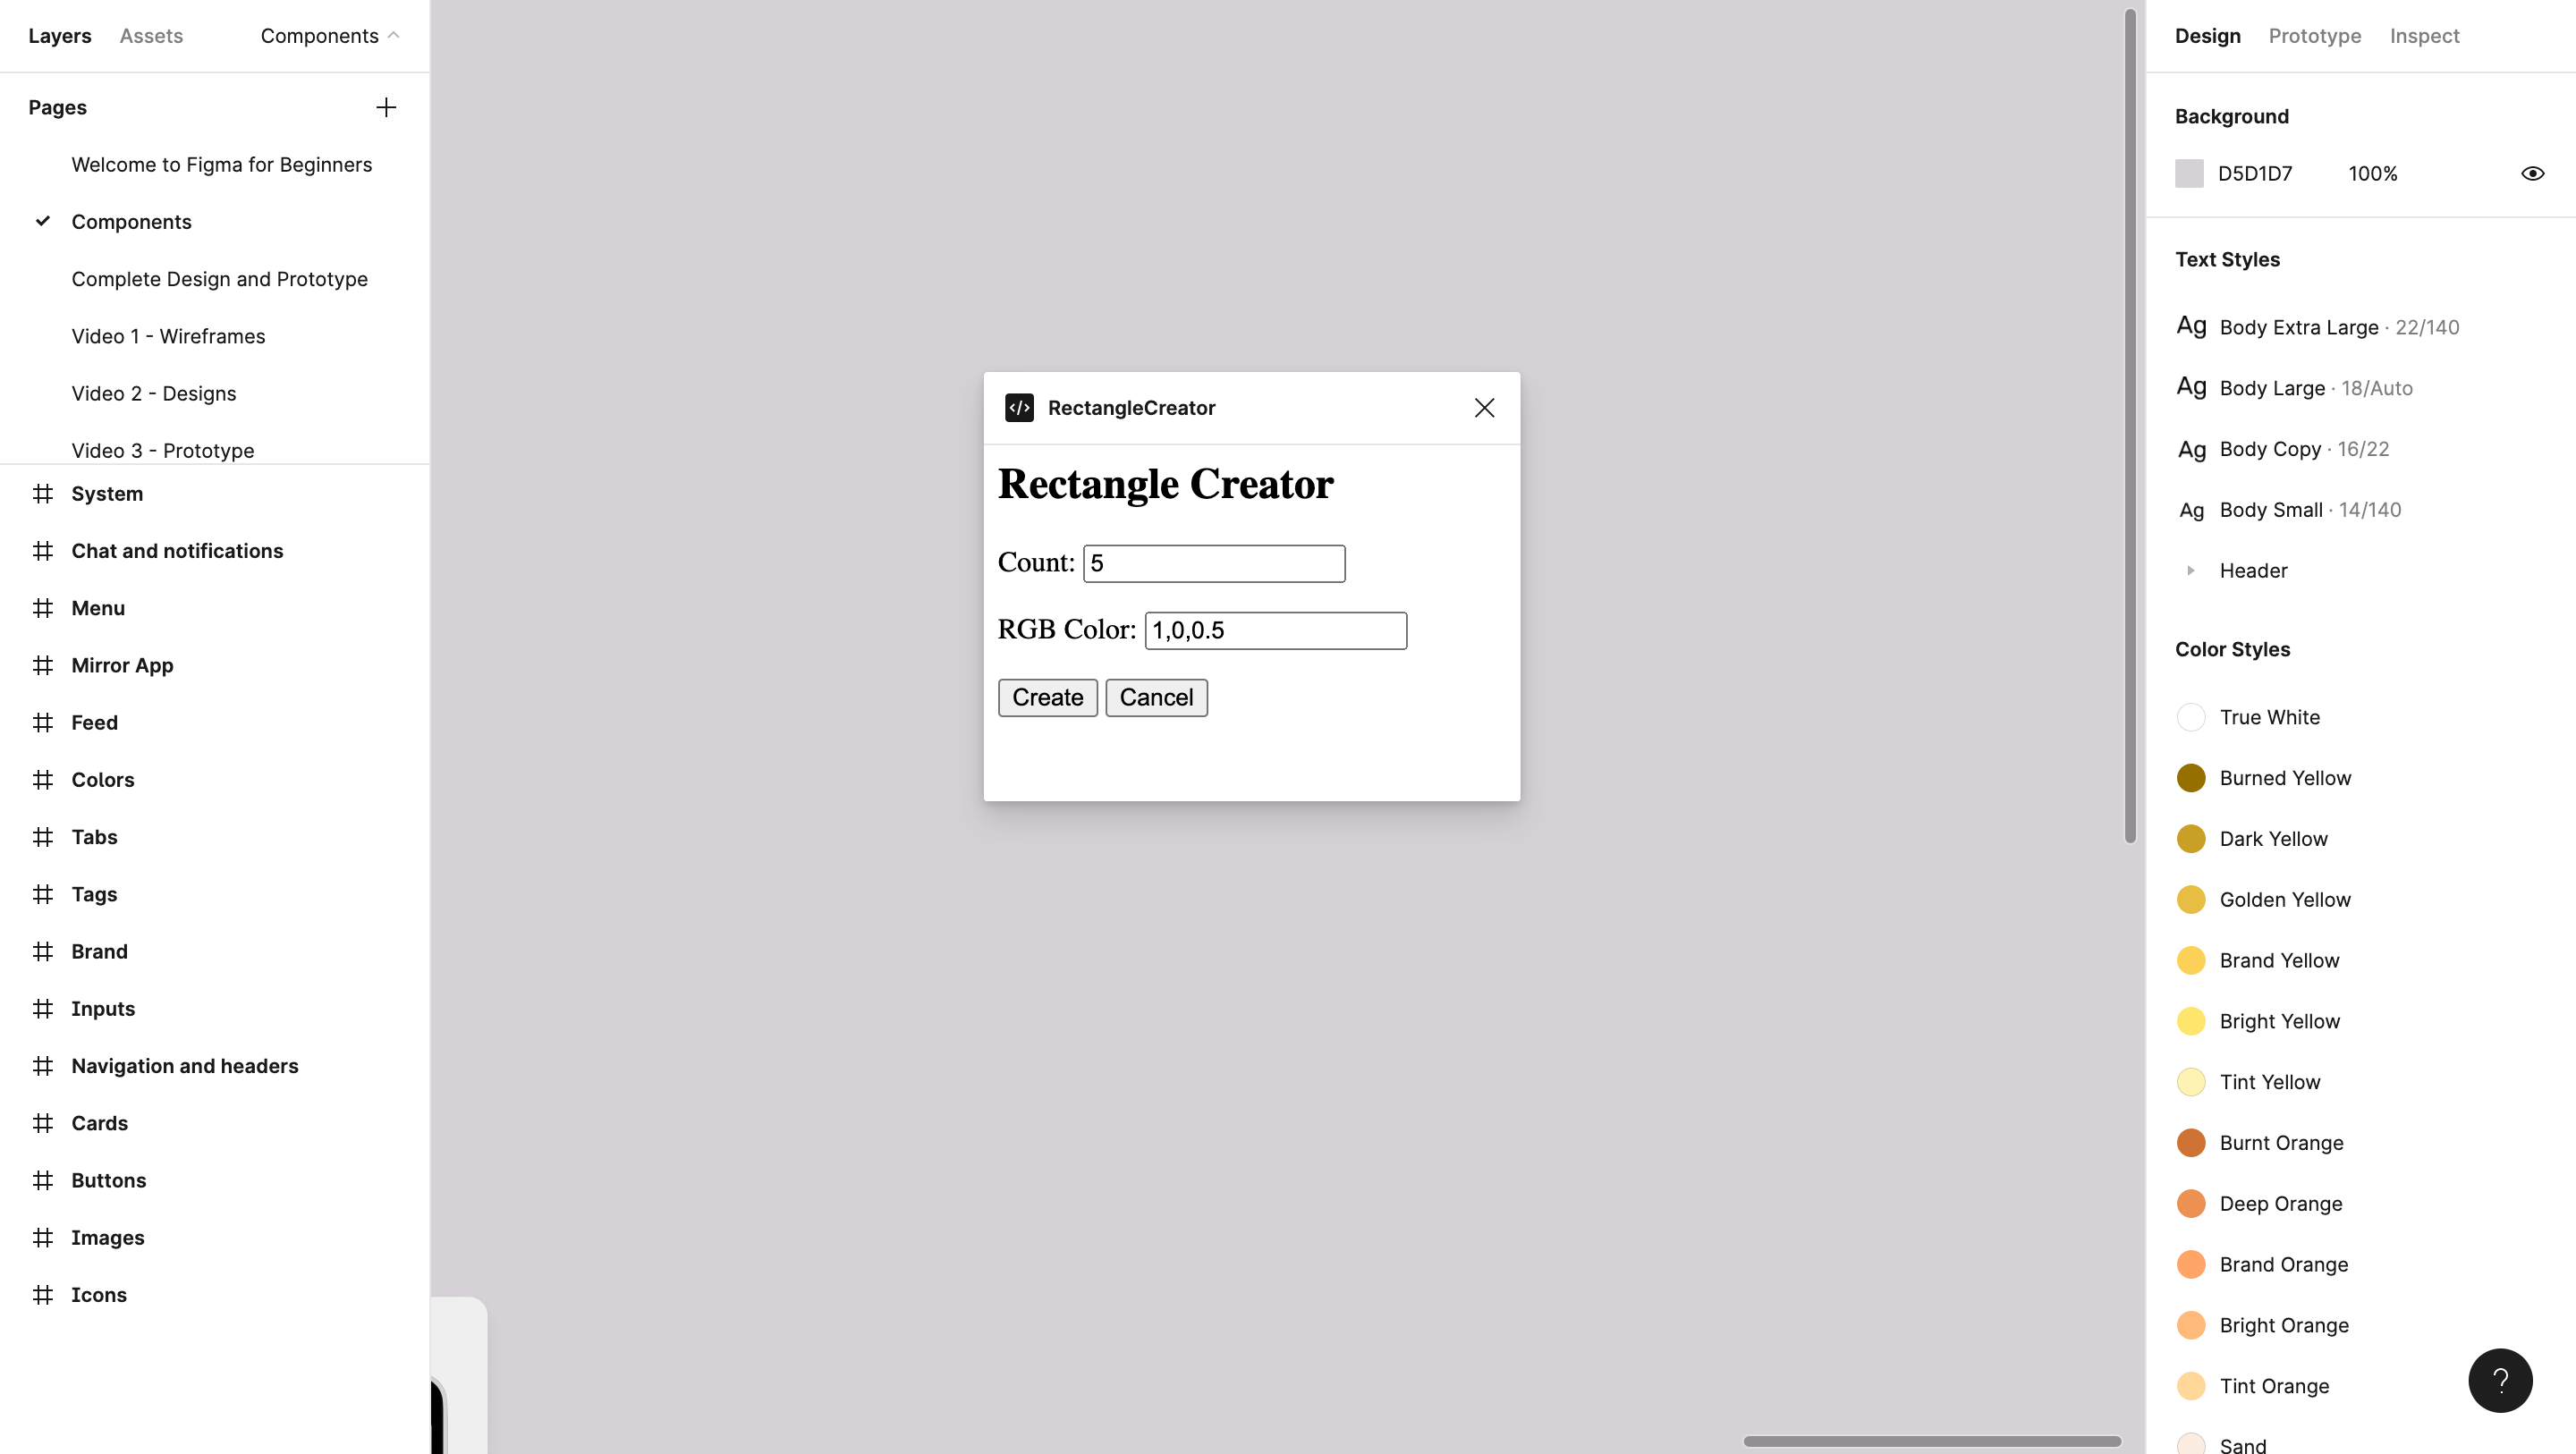 Layers Assets Components
Pages
Welcome to Figma for Beginners
Components
Complete Design and Prototype
Video 1 - Wireframes
Video 2 - Designs
Video 3 - Prototype
System
Chat and notifications
Menu
Mirror App
Feed
Colors
Tabs
Tags
Brand
Inputs
Navigation and headers
Cards
Buttons
Images
Icons
</> RectangleCreator
Rectangle Creator
Count: 5
RGB Color: 1,0,0.5
Create Cancel
Design Prototype Inspect
Background
D5D1D7 100%
Text Styles
Ag Body Extra Large · 22/140
Ag Body Large · 18/Auto
Ag Body Copy · 16/22
Ag Body Small · 14/140
Header
Color Styles
True White
Burned Yellow
Dark Yellow
Golden Yellow
Brand Yellow
Bright Yellow
Tint Yellow
Burnt Orange
Deep Orange
Brand Orange
Bright Orange
Tint Orange
Sand
?